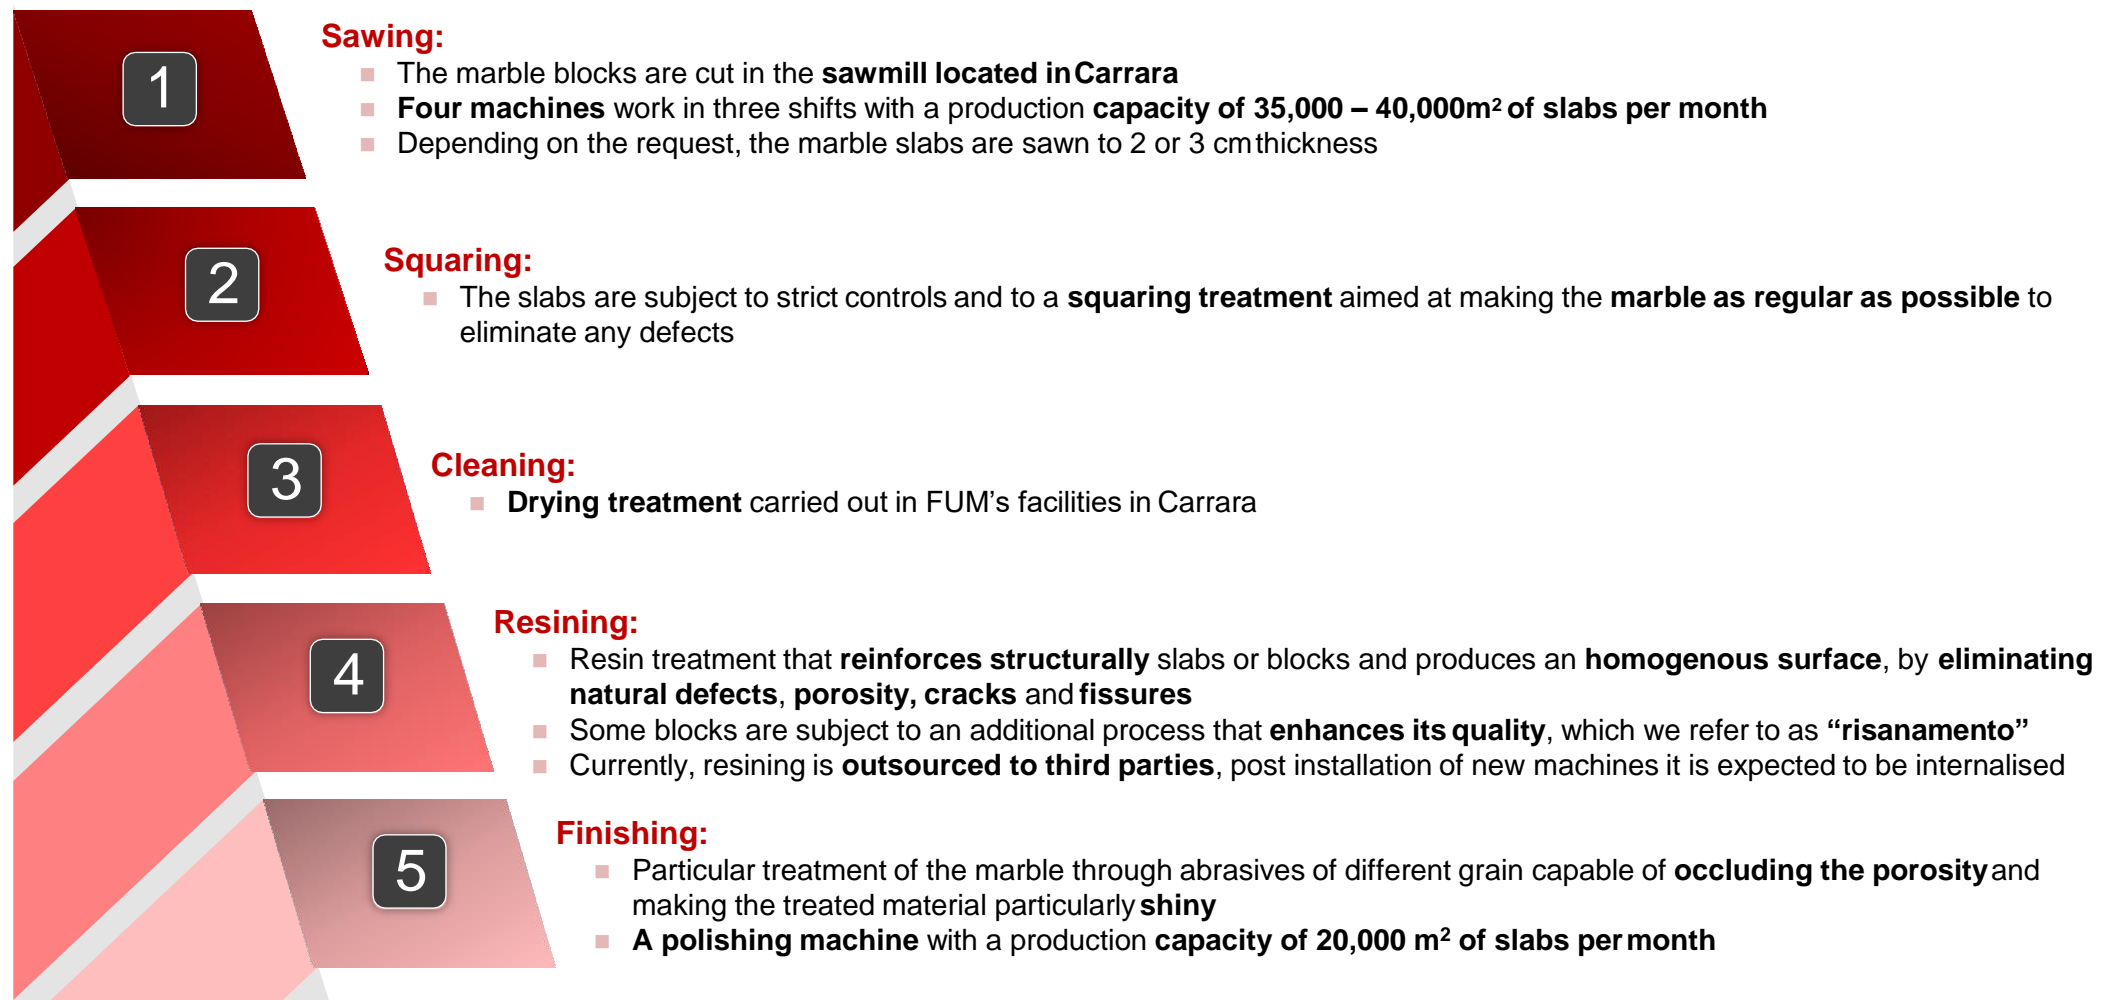 1
Sawing:
■ The marble blocks are cut in the sawmill located in Carrara
■ Four machines work in three shifts with a production capacity of 35,000 – 40,000m² of slabs per month
■ Depending on the request, the marble slabs are sawn to 2 or 3 cm thickness
2
Squaring:
■ The slabs are subject to strict controls and to a squaring treatment aimed at making the marble as regular as possible to
eliminate any defects
3
Cleaning:
■ Drying treatment carried out in FUM's facilities in Carrara
4
Resining:
■ Resin treatment that reinforces structurally slabs or blocks and produces an homogenous surface, by eliminating
natural defects, porosity, cracks and fissures
■ Some blocks are subject to an additional process that enhances its quality, which we refer to as “risanamento”
■ Currently, resining is outsourced to third parties, post installation of new machines it is expected to be internalised
5
Finishing:
■ Particular treatment of the marble through abrasives of different grain capable of occluding the porosity and
making the treated material particularly shiny
■ A polishing machine with a production capacity of 20,000 m² of slabs per month